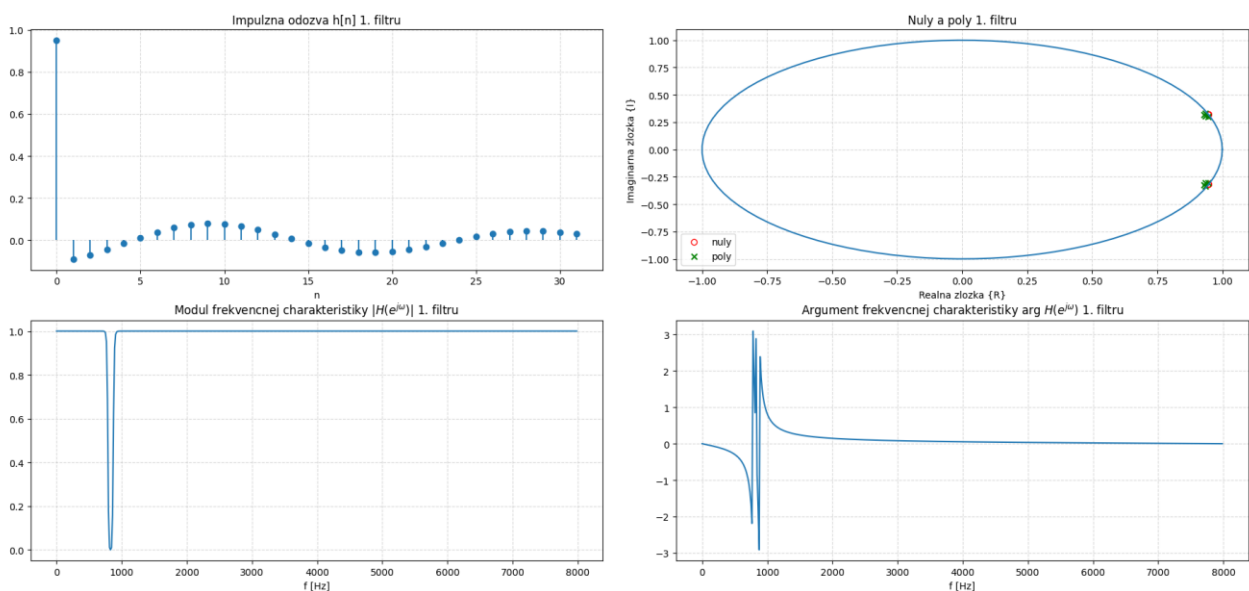 Impulzna odozva h[n] 1. filtru
1.0
0.8
0.6
0.4
0.2
0.0
0 5 10 15 20 25 30
n
Nuly a poly 1. filtru
Imaginarna zlozka {I}
1.00
0.75
0.50
0.25
0.00
−0.25
−0.50
−0.75
−1.00
nuly
poly
−1.00 −0.75 −0.50 −0.25 0.00 0.25 0.50 0.75 1.00
Realna zlozka {R}
Modul frekvencnej charakteristiky |H(e^{jω})| 1. filtru
1.0
0.8
0.6
0.4
0.2
0.0
0 1000 2000 3000 4000 5000 6000 7000 8000
f [Hz]
Argument frekvencnej charakteristiky arg H(e^{jω}) 1. filtru
3
2
1
0
−1
−2
−3
0 1000 2000 3000 4000 5000 6000 7000 8000
f [Hz]